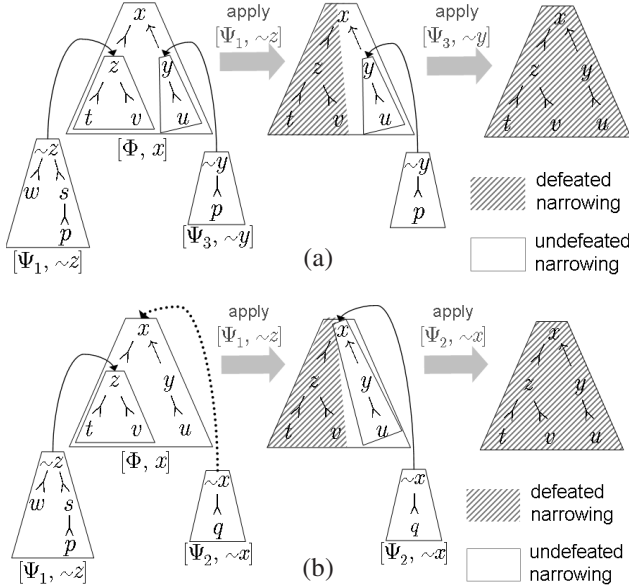 x apply x apply x
[Ψ₁, ~z] [Ψ₃, ~y]
z y z y z y
t v u t v u t v u
[Φ, x]
~z ~y ~y
w s p p
p
[Ψ₃, ~y]
[Ψ₁, ~z] (a)
defeated
narrowing
undefeated
narrowing
x apply x apply x
[Ψ₁, ~z] [Ψ₂, ~x]
z y z y z y
t v u t v u t v u
[Φ, x]
~z ~x ~x
w s q q
p
[Ψ₁, ~z] [Ψ₂, ~x] (b) [Ψ₂, ~x]
defeated
narrowing
undefeated
narrowing